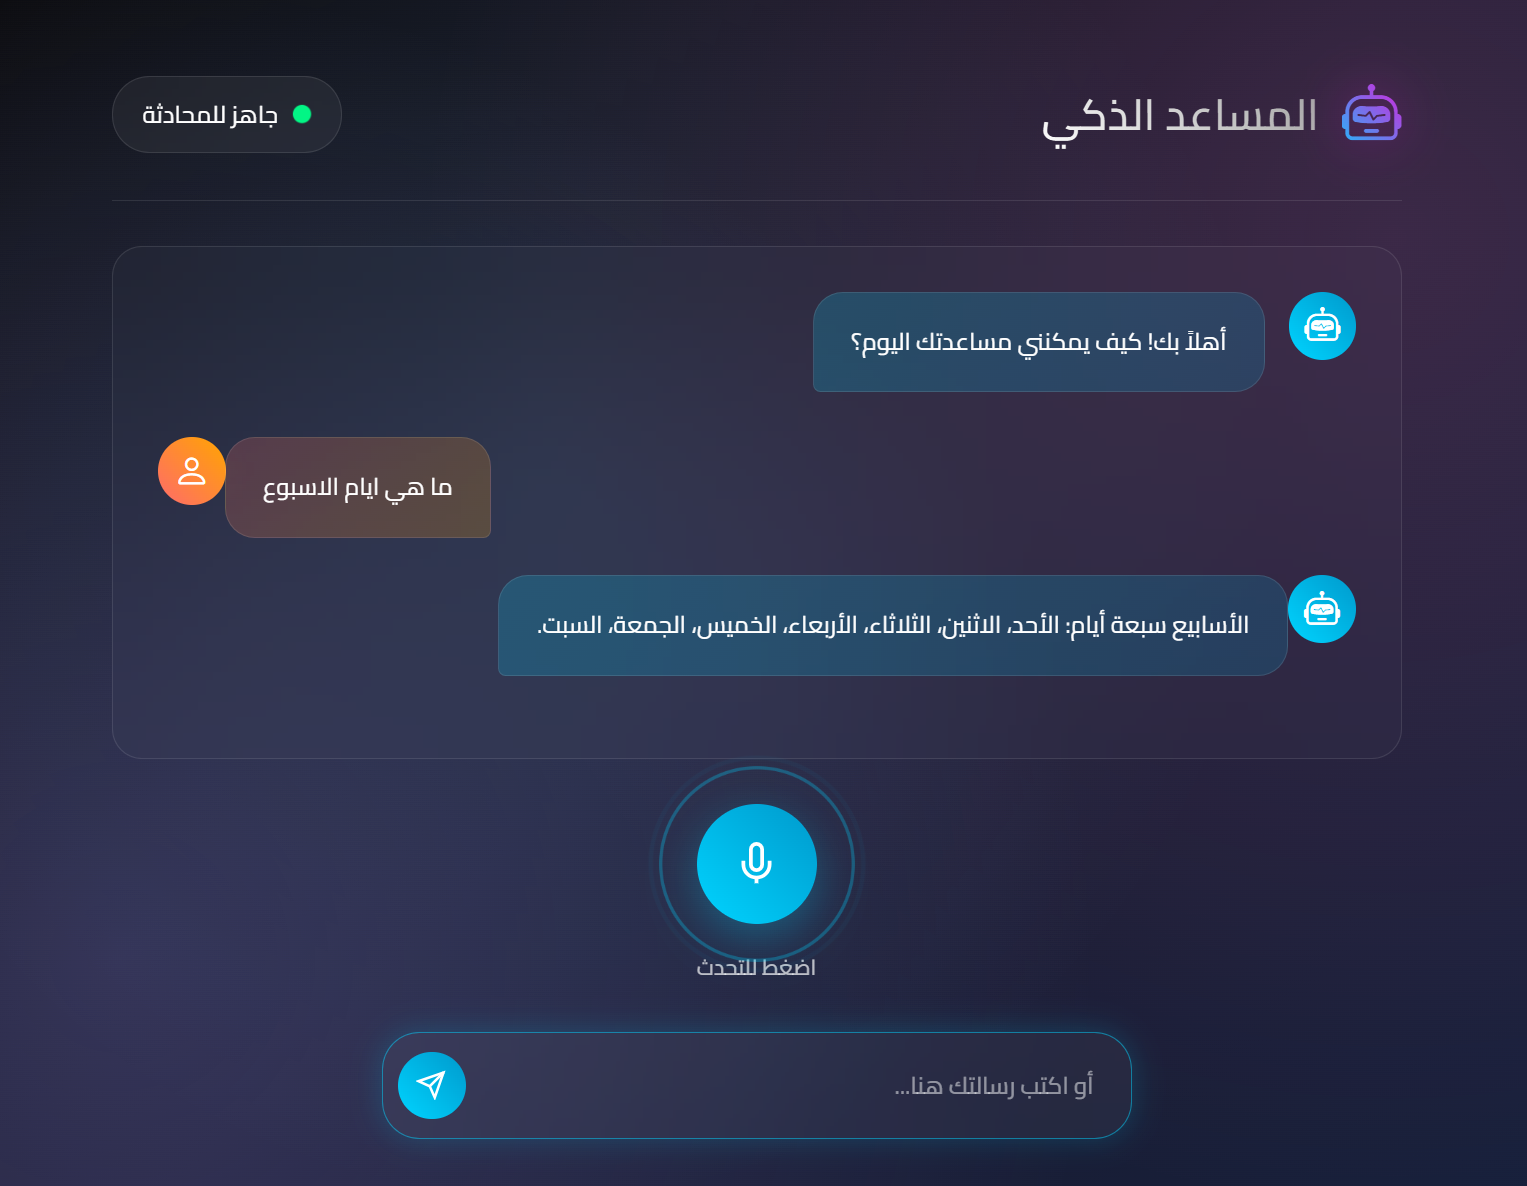 المساعد الذكي
جاهز للمحادثة
أهلاً بك! كيف يمكنني مساعدتك اليوم؟
ما هي ايام الاسبوع
الأسابيع سبعة أيام: الأحد، الاثنين، الثلاثاء، الأربعاء، الخميس، الجمعة، السبت.
اضغط للتحدث
أو اكتب رسالتك هنا...